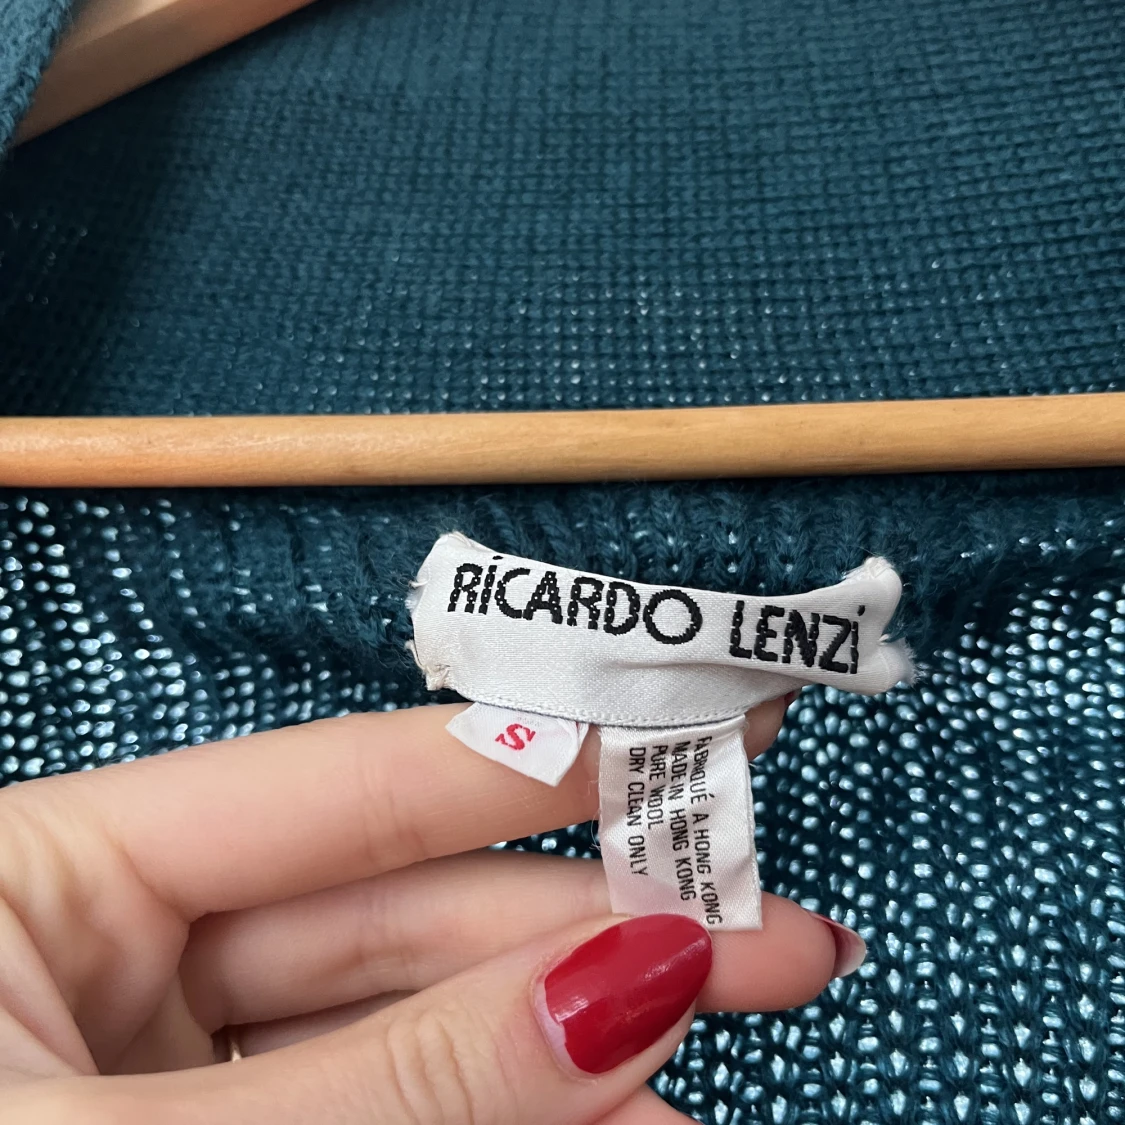 RICARDO LENZI
S
FABRIQUÉ A HONG KONG
MADE IN HONG KONG
PURE WOOL
DRY CLEAN ONLY